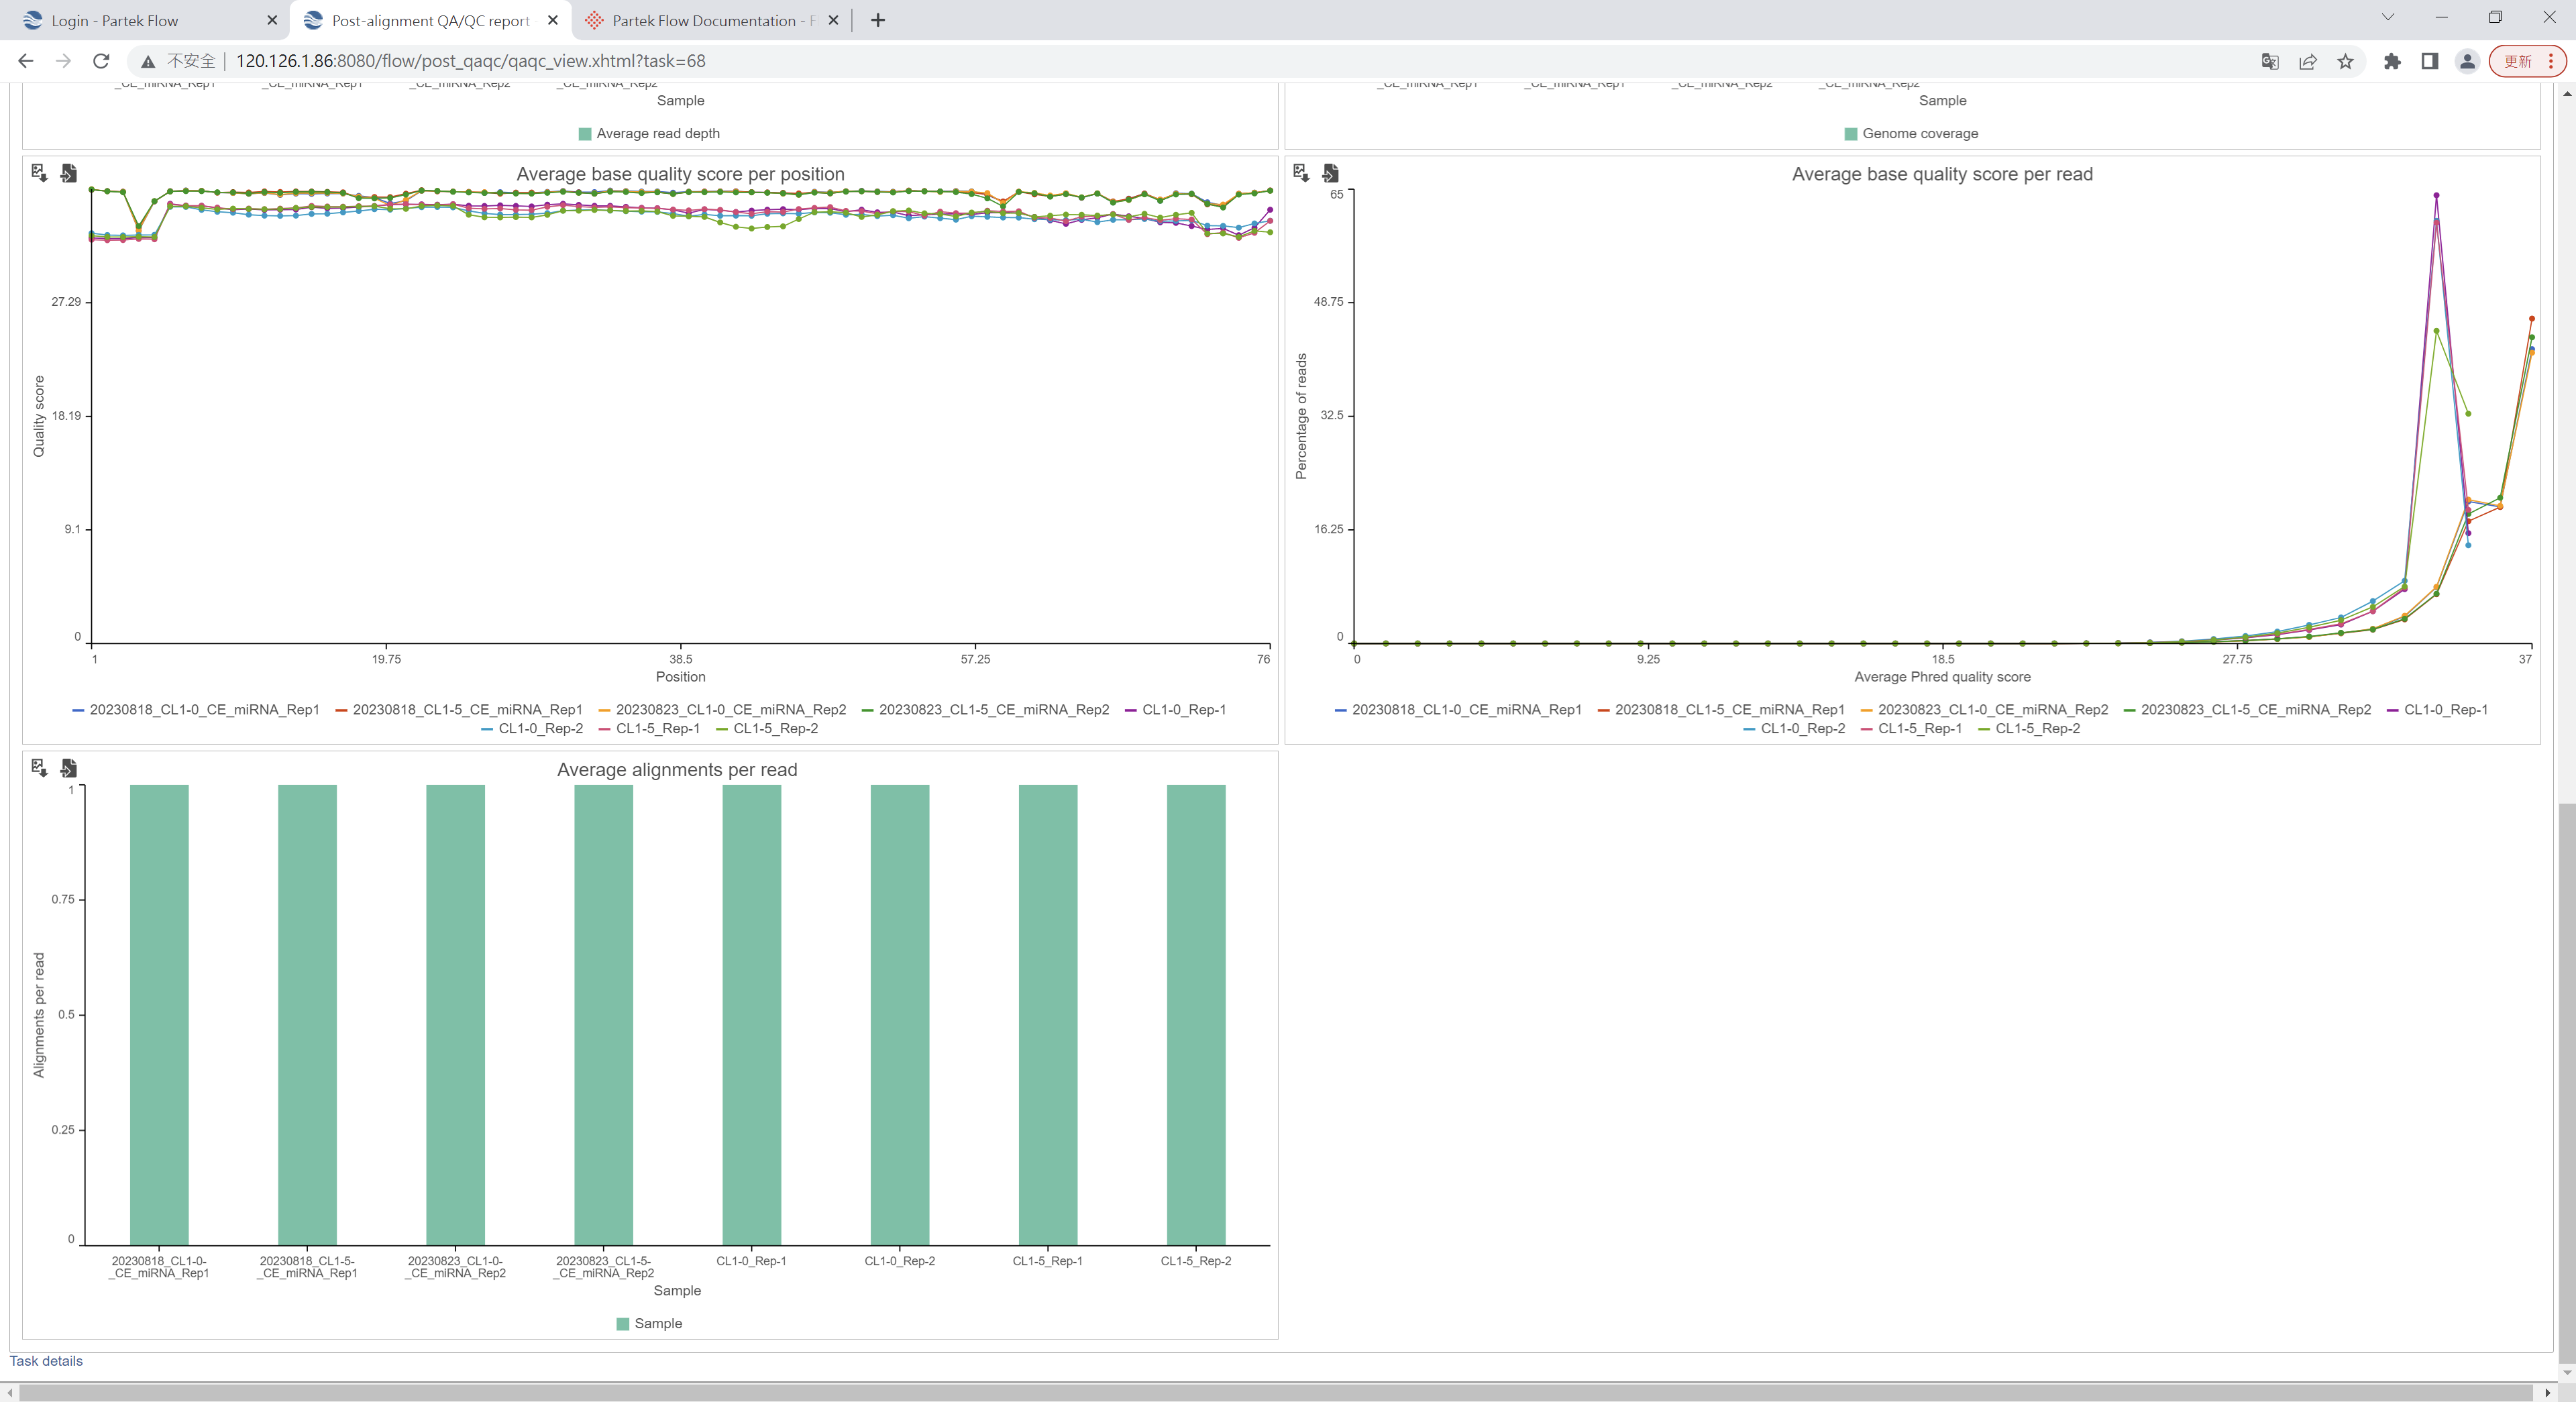 Login - Partek Flow
Post-alignment QA/QC report
Partek Flow Documentation -
不安全 | 120.126.1.86:8080/flow/post_qaqc/qaqc_view.xhtml?task=68
更新
_CE_miRNA_Rep1 _CE_miRNA_Rep1 _CE_miRNA_Rep2 _CE_miRNA_Rep2
Sample
Average read depth
_CE_miRNA_Rep1 _CE_miRNA_Rep1 _CE_miRNA_Rep2 _CE_miRNA_Rep2
Sample
Genome coverage
Average base quality score per position
Quality score
27.29
18.19
9.1
0
1 19.75 38.5 57.25 76
Position
20230818_CL1-0_CE_miRNA_Rep1 20230818_CL1-5_CE_miRNA_Rep1 20230823_CL1-0_CE_miRNA_Rep2 20230823_CL1-5_CE_miRNA_Rep2 CL1-0_Rep-1
CL1-0_Rep-2 CL1-5_Rep-1 CL1-5_Rep-2
Average base quality score per read
Percentage of reads
65
48.75
32.5
16.25
0
0 9.25 18.5 27.75 37
Average Phred quality score
20230818_CL1-0_CE_miRNA_Rep1 20230818_CL1-5_CE_miRNA_Rep1 20230823_CL1-0_CE_miRNA_Rep2 20230823_CL1-5_CE_miRNA_Rep2 CL1-0_Rep-1
CL1-0_Rep-2 CL1-5_Rep-1 CL1-5_Rep-2
Average alignments per read
Alignments per read
1
0.75
0.5
0.25
0
20230818_CL1-0- 20230818_CL1-5- 20230823_CL1-0- 20230823_CL1-5- CL1-0_Rep-1 CL1-0_Rep-2 CL1-5_Rep-1 CL1-5_Rep-2
_CE_miRNA_Rep1 _CE_miRNA_Rep1 _CE_miRNA_Rep2 _CE_miRNA_Rep2
Sample
Sample
Task details